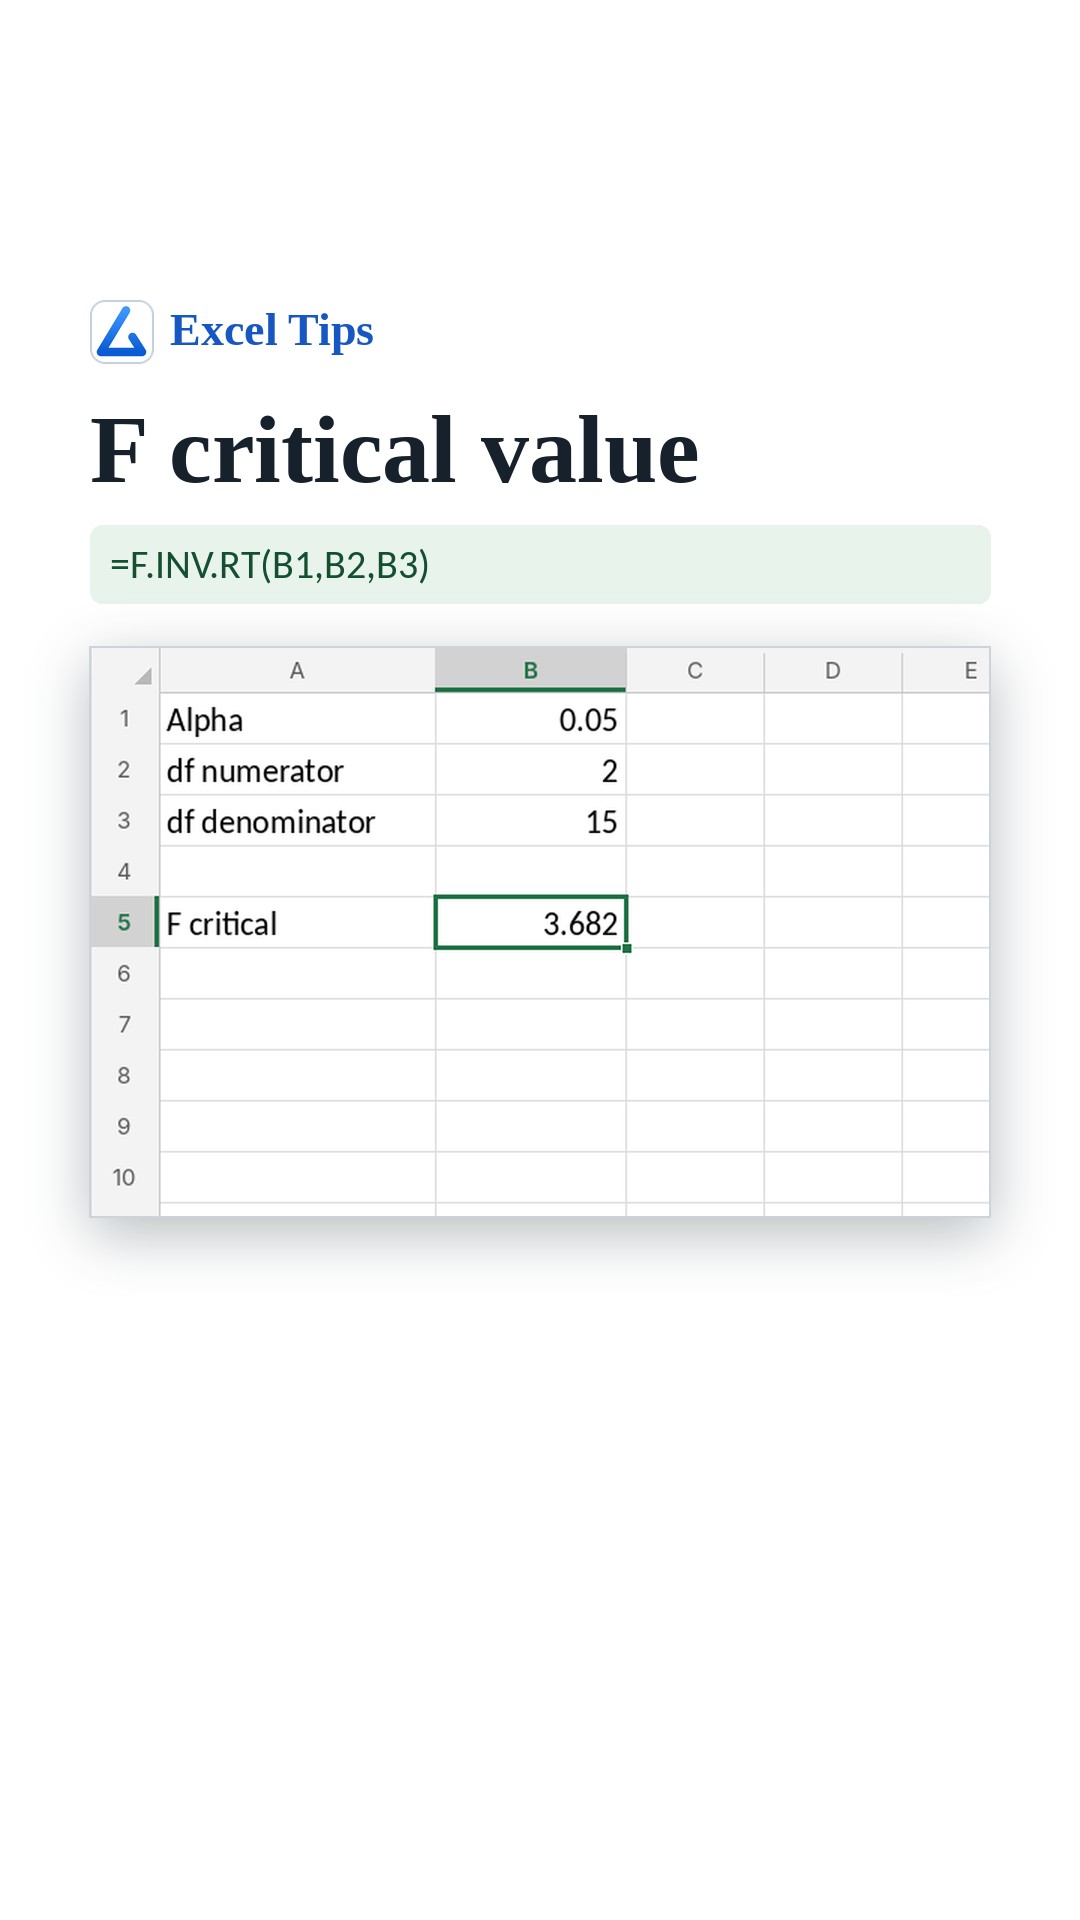 Excel Tips
F critical value
=F.INV.RT(B1,B2,B3)
A B C D E
1 Alpha 0.05
2 df numerator 2
3 df denominator 15
4
5 F critical 3.682
6
7
8
9
10